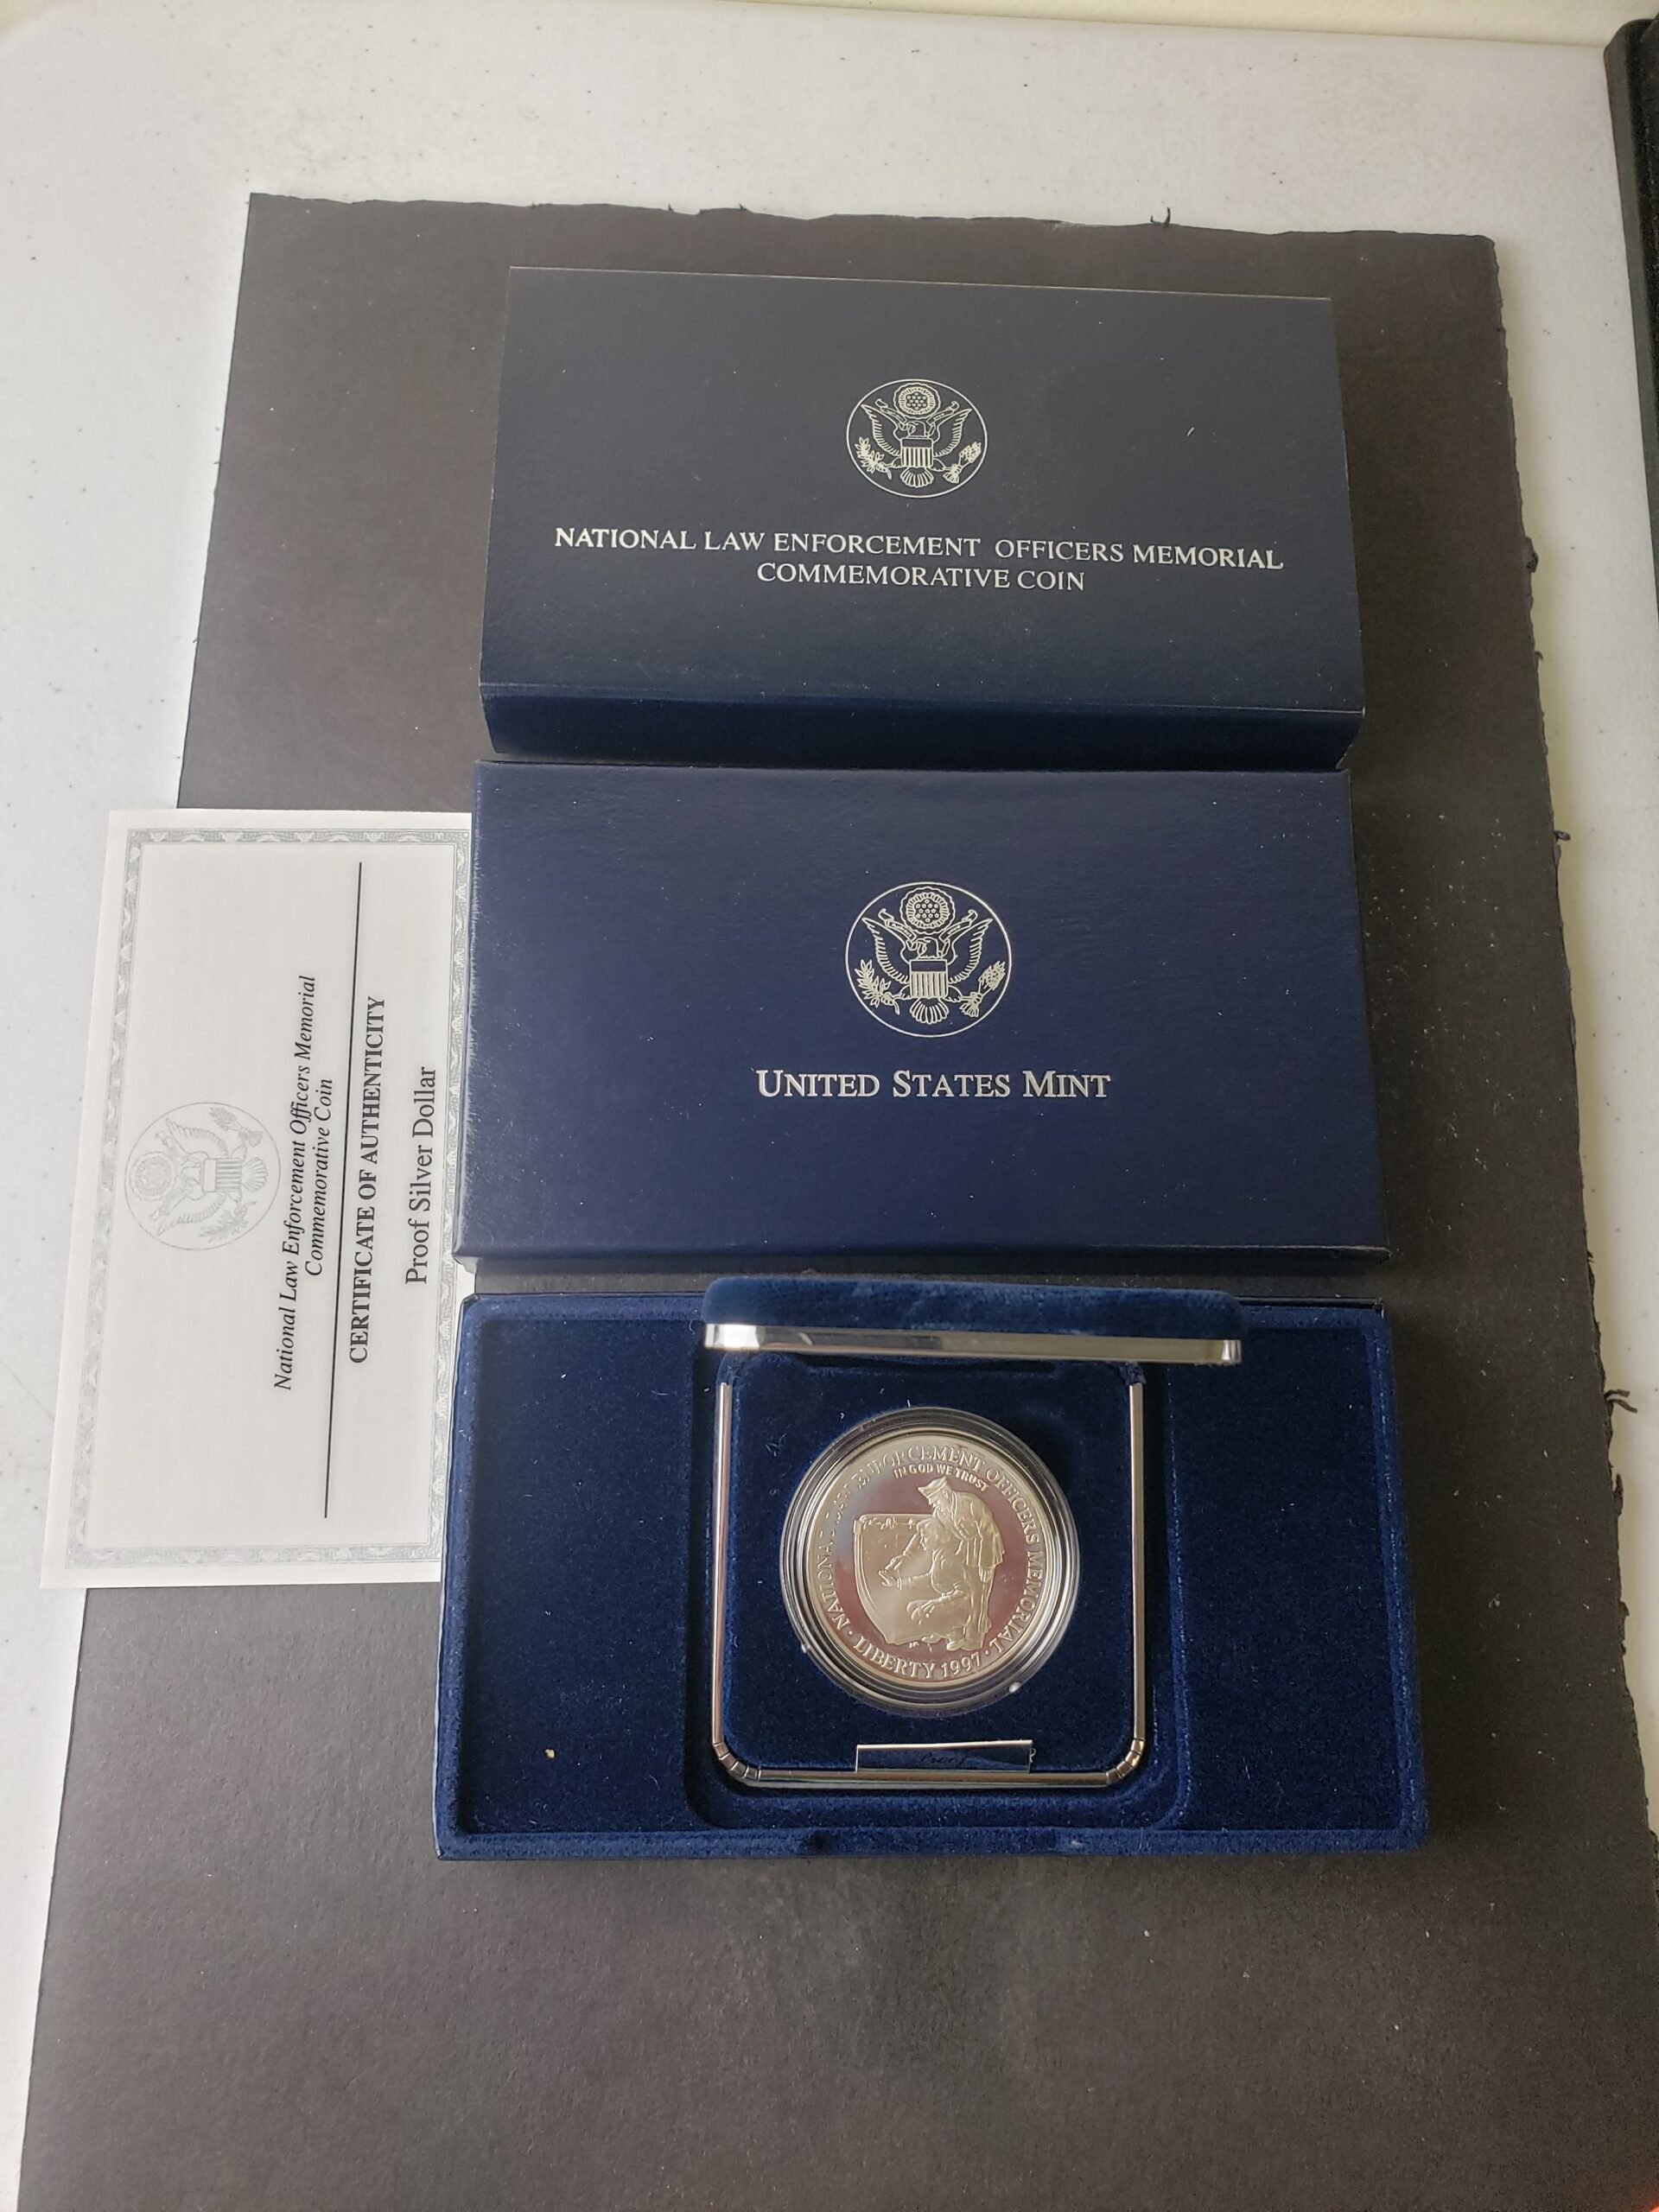 NATIONAL LAW ENFORCEMENT OFFICERS MEMORIAL
COMMEMORATIVE COIN
UNITED STATES MINT
National Law Enforcement Officers Memorial
Commemorative Coin
CERTIFICATE OF AUTHENTICITY
Proof Silver Dollar
NATIONAL LAW ENFORCEMENT OFFICERS MEMORIAL
IN GOD WE TRUST
· LIBERTY 1997 ·
Proof